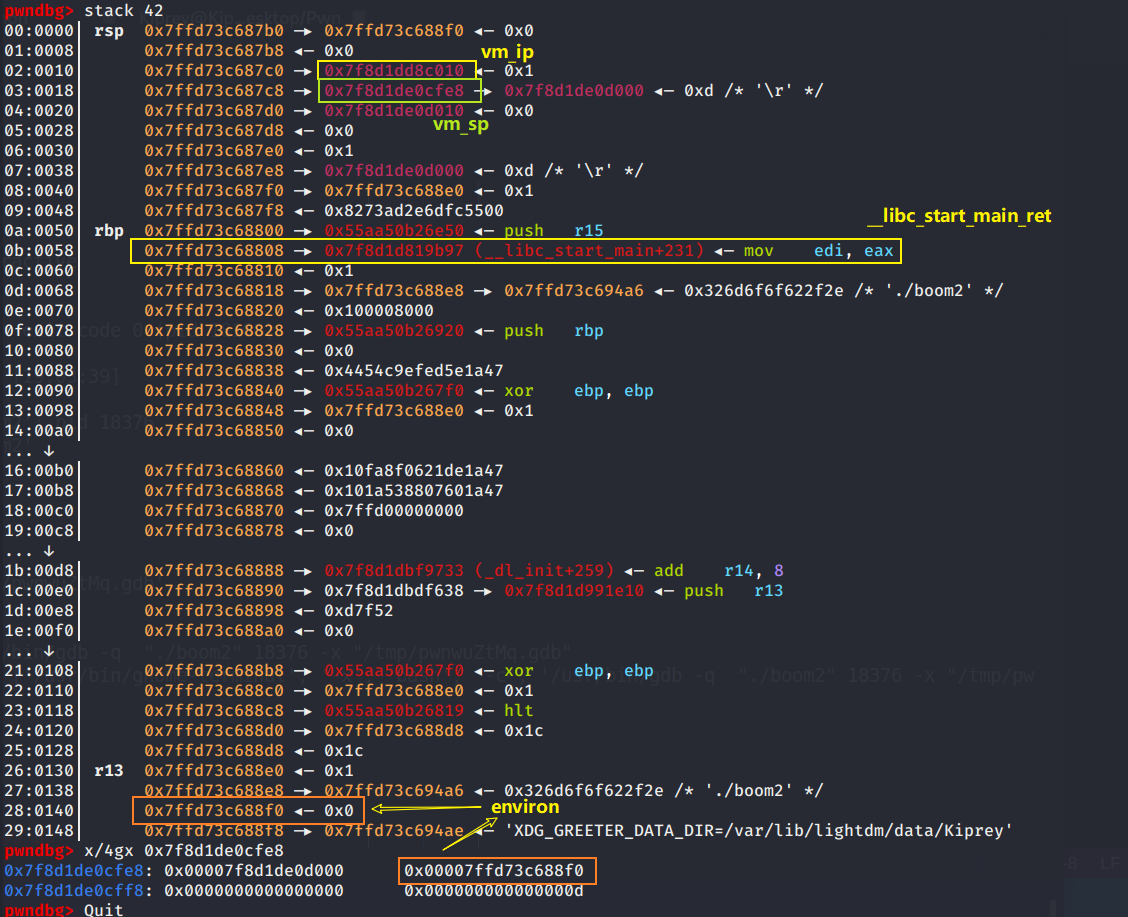 pwndbg> stack 42
00:0000│ rsp 0x7ffd73c687b0 —▸ 0x7ffd73c688f0 ◂— 0x0
01:0008│ 0x7ffd73c687b8 ◂— 0x0
vm_ip
02:0010│ 0x7ffd73c687c0 —▸ 0x7f8d1dd8c010 ◂— 0x1
03:0018│ 0x7ffd73c687c8 —▸ 0x7f8d1de0cfe8 —▸ 0x7f8d1de0d000 ◂— 0xd /* '\r' */
04:0020│ 0x7ffd73c687d0 —▸ 0x7f8d1de0d010 ◂— 0x0
vm_sp
05:0028│ 0x7ffd73c687d8 ◂— 0x0
06:0030│ 0x7ffd73c687e0 ◂— 0x1
07:0038│ 0x7ffd73c687e8 —▸ 0x7f8d1de0d000 ◂— 0xd /* '\r' */
08:0040│ 0x7ffd73c687f0 —▸ 0x7ffd73c688e0 ◂— 0x1
09:0048│ 0x7ffd73c687f8 ◂— 0x8273ad2e6dfc5500
__libc_start_main_ret
0a:0050│ rbp 0x7ffd73c68800 —▸ 0x55aa50b26e50 ◂— push r15
0b:0058│ 0x7ffd73c68808 —▸ 0x7f8d1d819b97 (__libc_start_main+231) ◂— mov edi, eax
0c:0060│ 0x7ffd73c68810 ◂— 0x1
0d:0068│ 0x7ffd73c68818 —▸ 0x7ffd73c688e8 —▸ 0x7ffd73c694a6 ◂— 0x326d6f6f622f2e /* './boom2' */
0e:0070│ 0x7ffd73c68820 ◂— 0x100008000
0f:0078│ 0x7ffd73c68828 —▸ 0x55aa50b26920 ◂— push rbp
10:0080│ 0x7ffd73c68830 ◂— 0x0
11:0088│ 0x7ffd73c68838 ◂— 0x4454c9efed5e1a47
12:0090│ 0x7ffd73c68840 —▸ 0x55aa50b267f0 ◂— xor ebp, ebp
13:0098│ 0x7ffd73c68848 —▸ 0x7ffd73c688e0 ◂— 0x1
14:00a0│ 0x7ffd73c68850 ◂— 0x0
... ↓
16:00b0│ 0x7ffd73c68860 ◂— 0x10fa8f0621de1a47
17:00b8│ 0x7ffd73c68868 ◂— 0x101a538807601a47
18:00c0│ 0x7ffd73c68870 ◂— 0x7ffd00000000
19:00c8│ 0x7ffd73c68878 ◂— 0x0
... ↓
1b:00d8│ 0x7ffd73c68888 —▸ 0x7f8d1dbf9733 (_dl_init+259) ◂— add r14, 8
1c:00e0│ 0x7ffd73c68890 —▸ 0x7f8d1dbdf638 —▸ 0x7f8d1d991e10 ◂— push r13
1d:00e8│ 0x7ffd73c68898 ◂— 0xd7f52
1e:00f0│ 0x7ffd73c688a0 ◂— 0x0
... ↓
21:0108│ 0x7ffd73c688b8 —▸ 0x55aa50b267f0 ◂— xor ebp, ebp
22:0110│ 0x7ffd73c688c0 —▸ 0x7ffd73c688e0 ◂— 0x1
23:0118│ 0x7ffd73c688c8 —▸ 0x55aa50b26819 ◂— hlt
24:0120│ 0x7ffd73c688d0 —▸ 0x7ffd73c688d8 ◂— 0x1c
25:0128│ 0x7ffd73c688d8 ◂— 0x1c
26:0130│ r13 0x7ffd73c688e0 ◂— 0x1
27:0138│ 0x7ffd73c688e8 —▸ 0x7ffd73c694a6 ◂— 0x326d6f6f622f2e /* './boom2' */
28:0140│ 0x7ffd73c688f0 ◂— 0x0
environ
29:0148│ 0x7ffd73c688f8 —▸ 0x7ffd73c694ae ◂— 'XDG_GREETER_DATA_DIR=/var/lib/lightdm/data/Kiprey'
pwndbg> x/4gx 0x7f8d1de0cfe8
0x7f8d1de0cfe8: 0x00007f8d1de0d000 0x00007ffd73c688f0
0x7f8d1de0cff8: 0x0000000000000000 0x000000000000000d
pwndbg> Quit